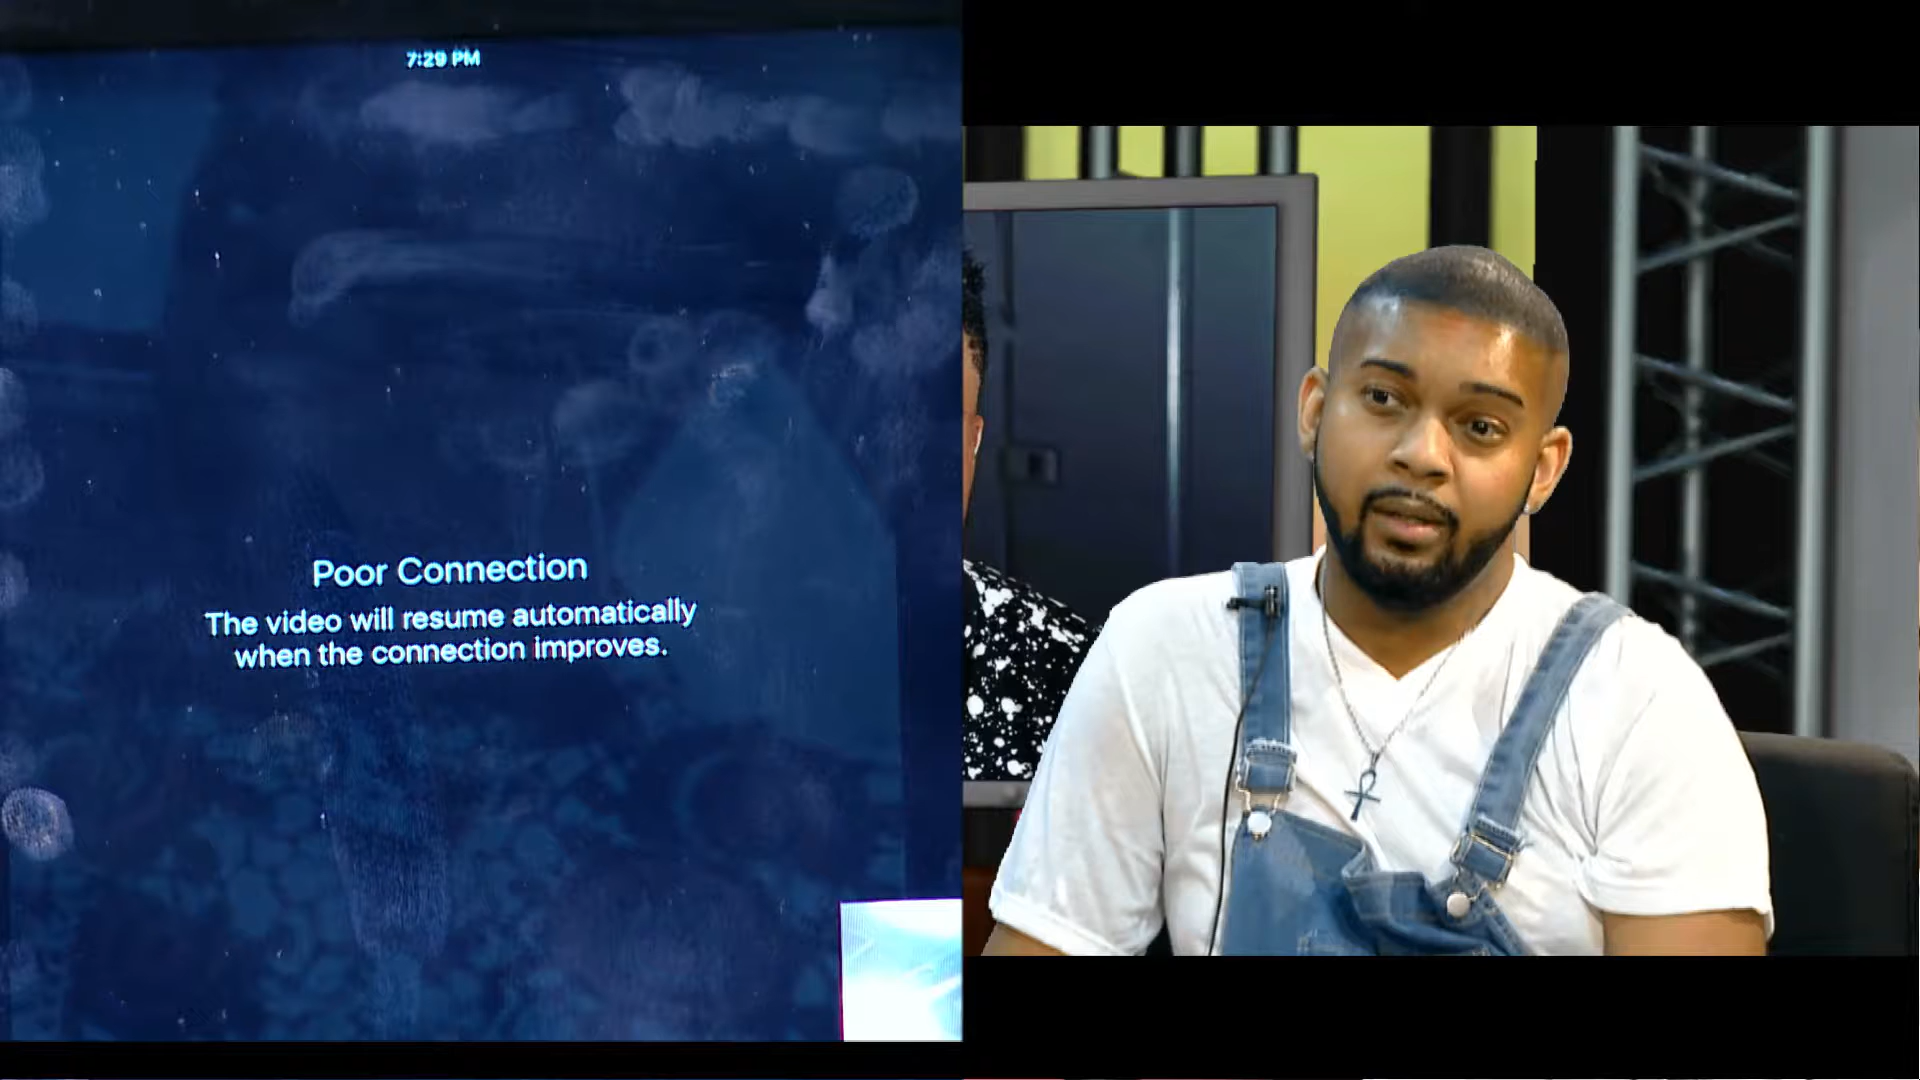 7:29 PM
Poor Connection
The video will resume automatically
when the connection improves.